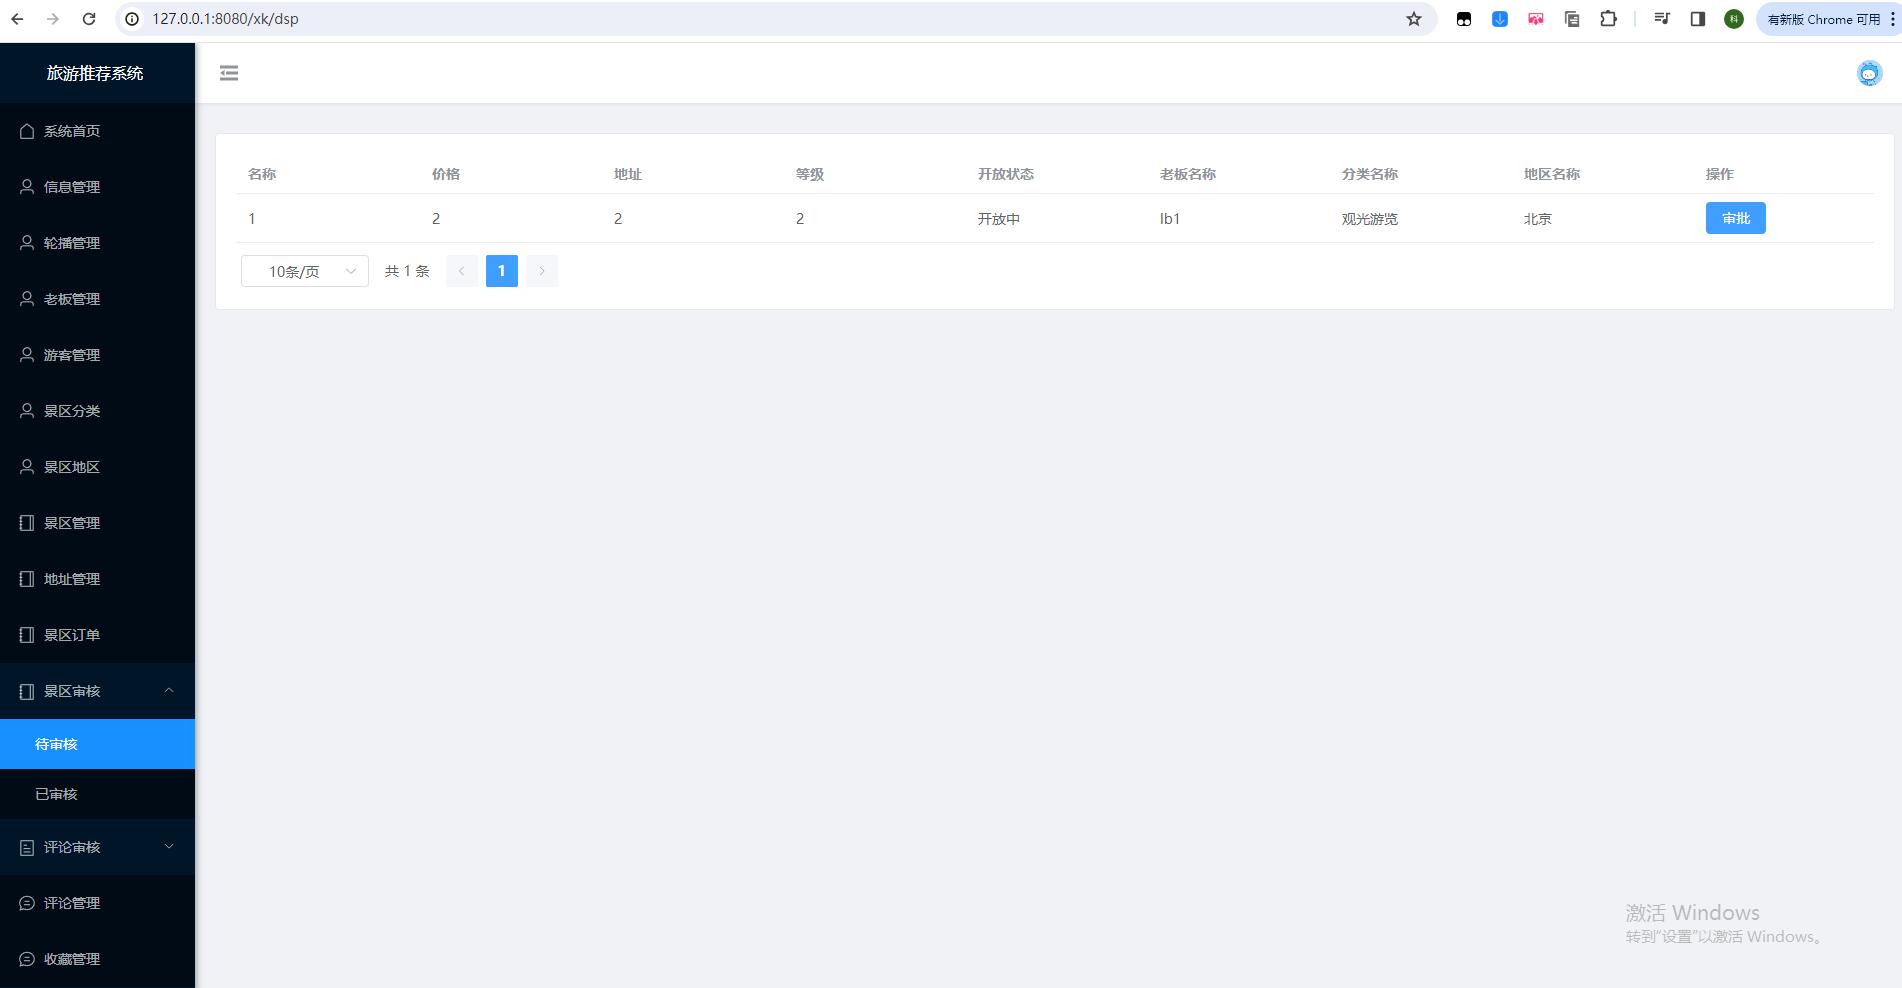 127.0.0.1:8080/xk/dsp
科
有新版 Chrome 可用
旅游推荐系统
系统首页
信息管理
轮播管理
老板管理
游客管理
景区分类
景区地区
景区管理
地址管理
景区订单
景区审核
待审核
已审核
评论审核
评论管理
收藏管理
名称 价格 地址 等级 开放状态 老板名称 分类名称 地区名称 操作
1 2 2 2 开放中 lb1 观光游览 北京 审批
10条/页 共 1 条 1
激活 Windows
转到"设置"以激活 Windows。